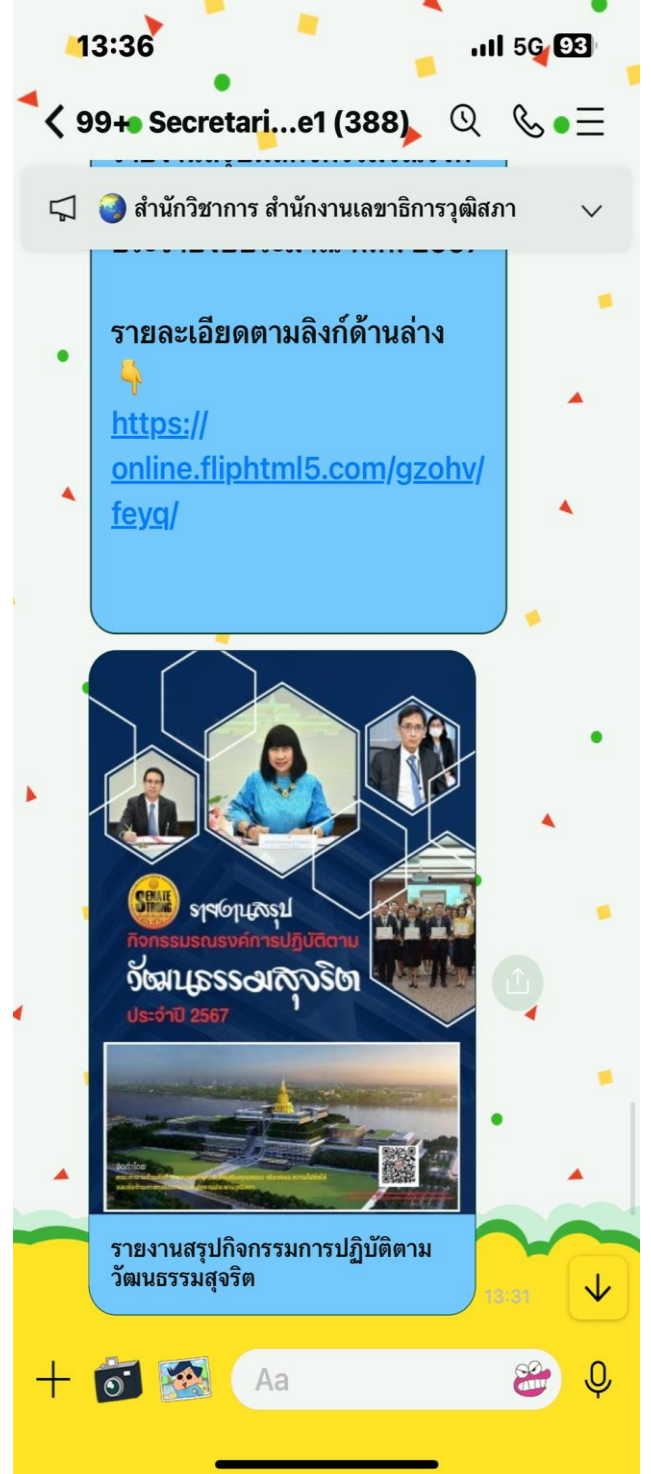 13:36
5G 93
99+ Secretari...e1 (388)
🌏 สำนักวิชาการ สำนักงานเลขาธิการวุฒิสภา
รายละเอียดตามลิงก์ด้านล่าง
👇
https://
online.fliphtml5.com/gzohv/
feyq/
SENATE
STRONG
รายงานสรุป
กิจกรรมรณรงค์การปฏิบัติตาม
วัฒนธรรมสุจริต
ประจำปี 2567
จัดทำโดย
รายงานสรุปกิจกรรมการปฏิบัติตาม
วัฒนธรรมสุจริต
13:31
Aa